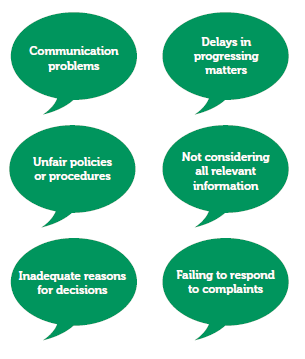 Communication
problems
Delays in
progressing
matters
Unfair policies
or procedures
Not considering
all relevant
information
Inadequate reasons
for decisions
Failing to respond
to complaints